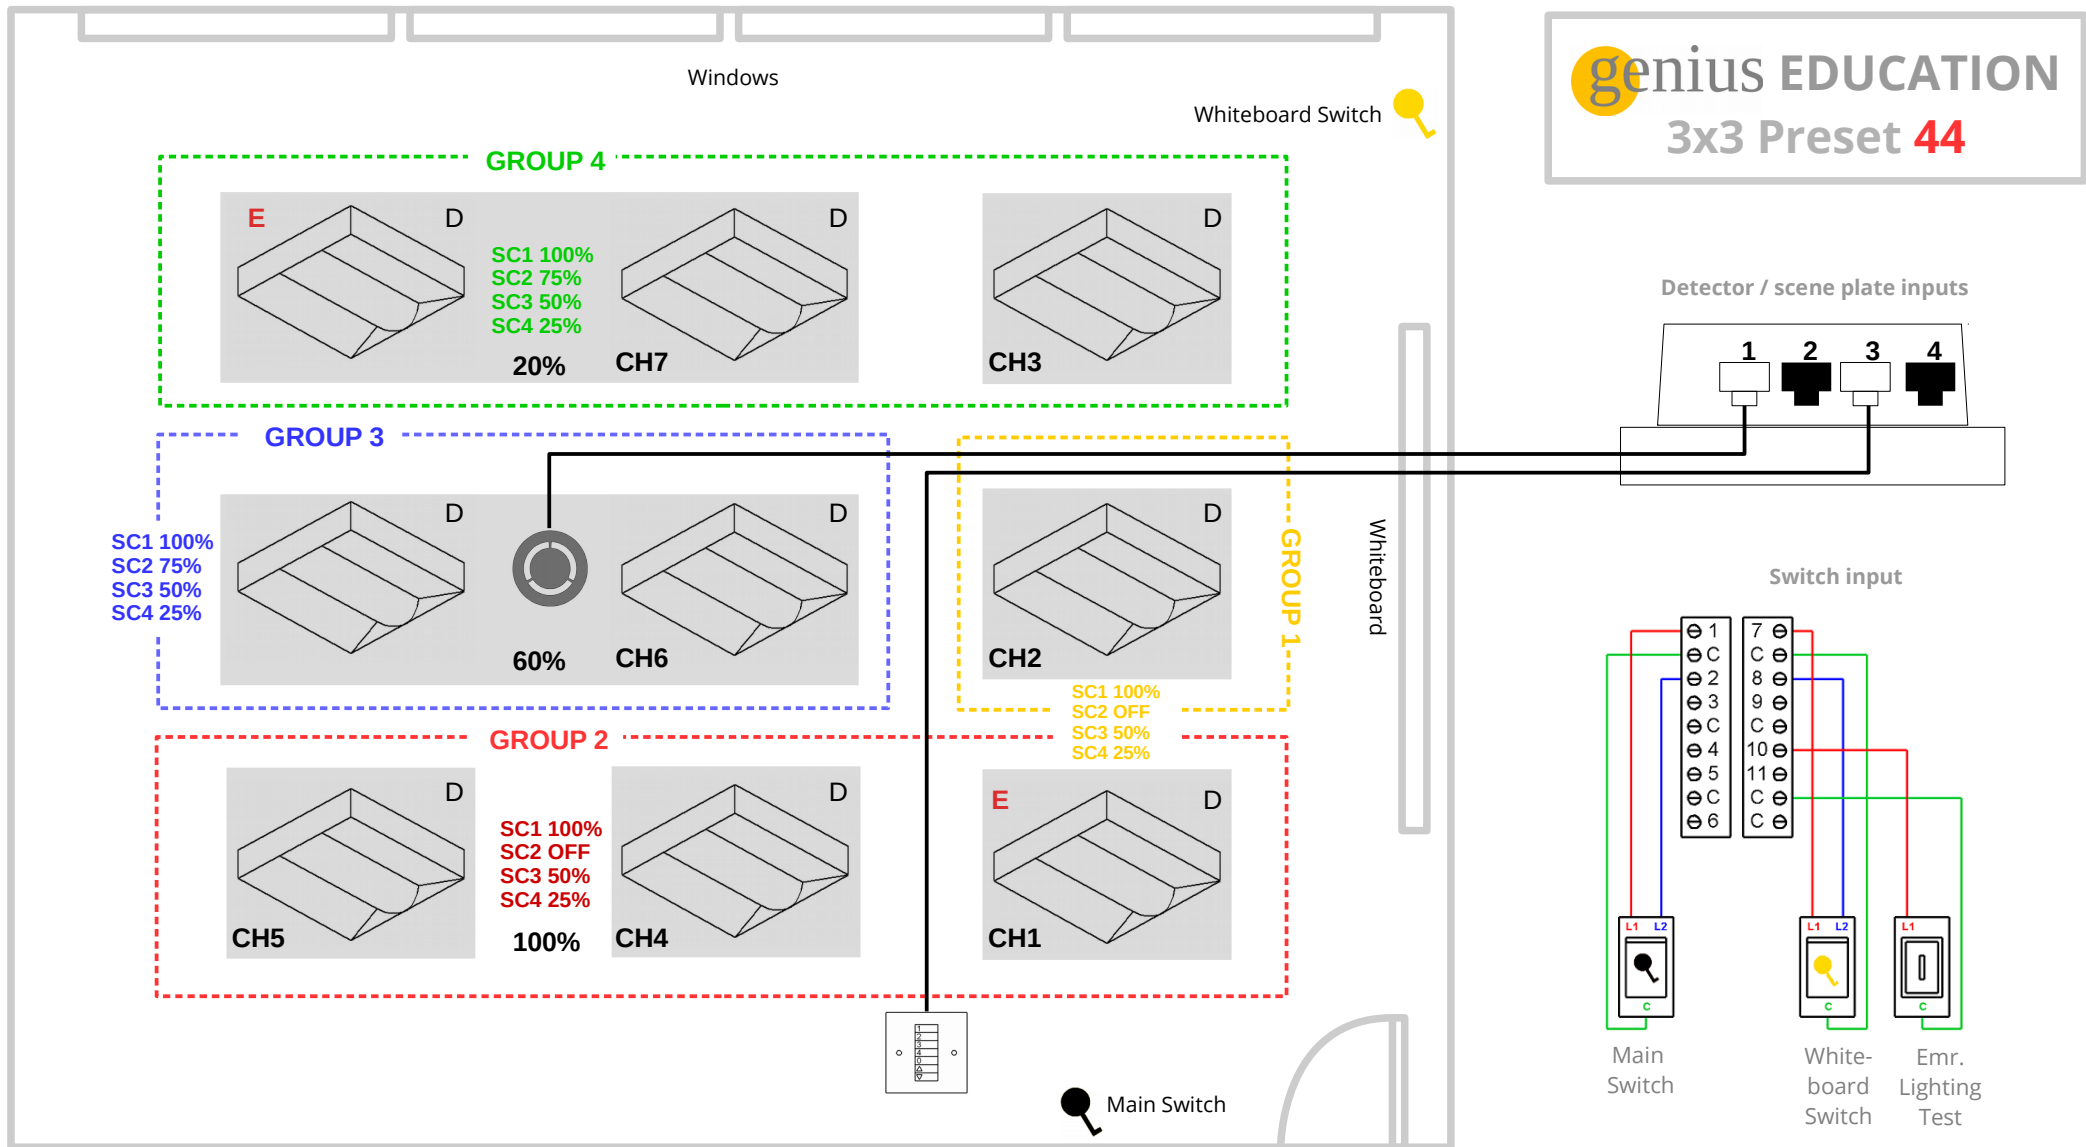 Windows
Whiteboard Switch
genius EDUCATION
3x3 Preset 44
GROUP 4
E
D
D
D
SC1 100%
SC2 75%
SC3 50%
SC4 25%
20%
CH7
CH3
Detector / scene plate inputs
1
2
3
4
GROUP 3
D
D
D
SC1 100%
SC2 75%
SC3 50%
SC4 25%
60%
CH6
CH2
GROUP 1
Whiteboard
SC1 100%
SC2 OFF
SC3 50%
SC4 25%
GROUP 2
D
D
E
D
SC1 100%
SC2 OFF
SC3 50%
SC4 25%
CH5
100%
CH4
CH1
1
2
3
4
0
Main Switch
Switch input
1
C
2
3
C
4
5
C
6
7
C
8
9
C
10
11
C
C
L1 L2
C
L1 L2
C
L1
C
Main
Switch
White-
board
Switch
Emr.
Lighting
Test